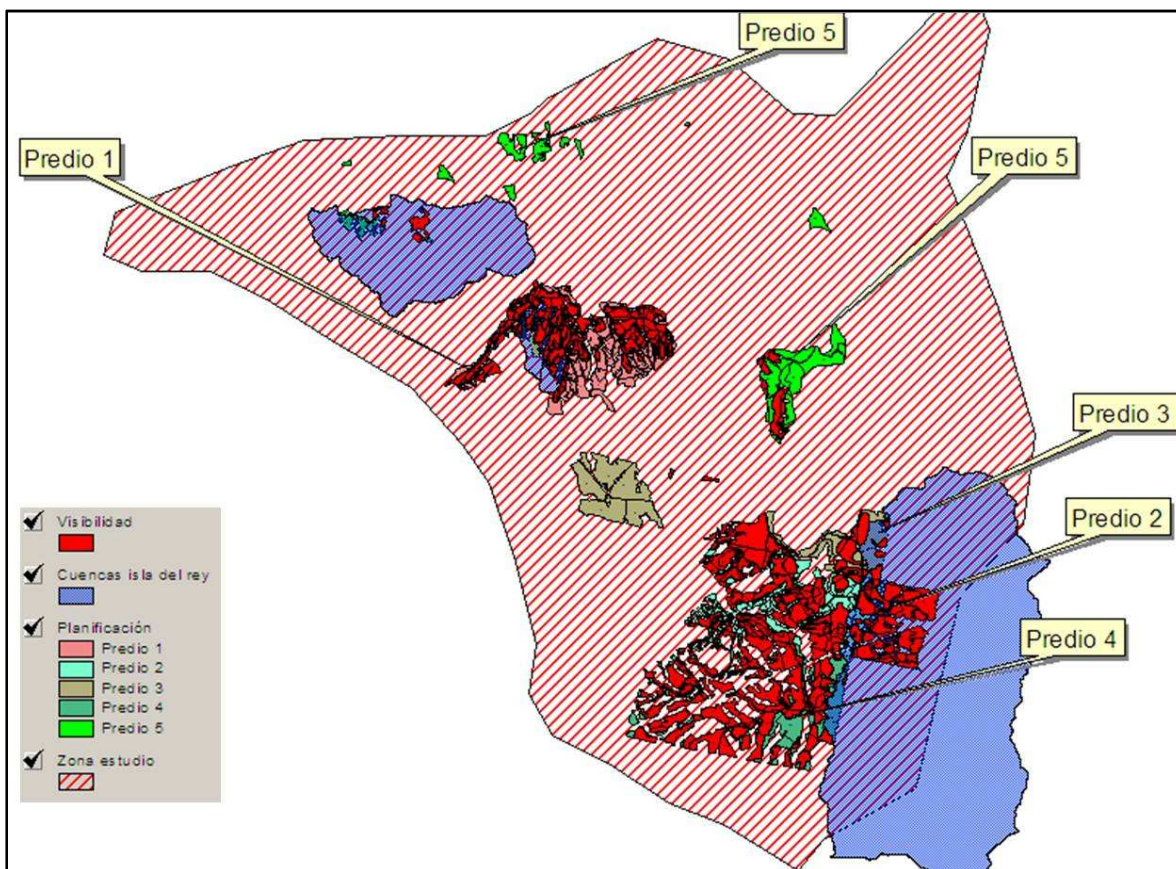 Predio 5
Predio 1
Predio 5
Predio 3
Predio 2
Predio 4
Visibilidad
Cuencas isla del rey
Planificación
Predio 1
Predio 2
Predio 3
Predio 4
Predio 5
Zona estudio